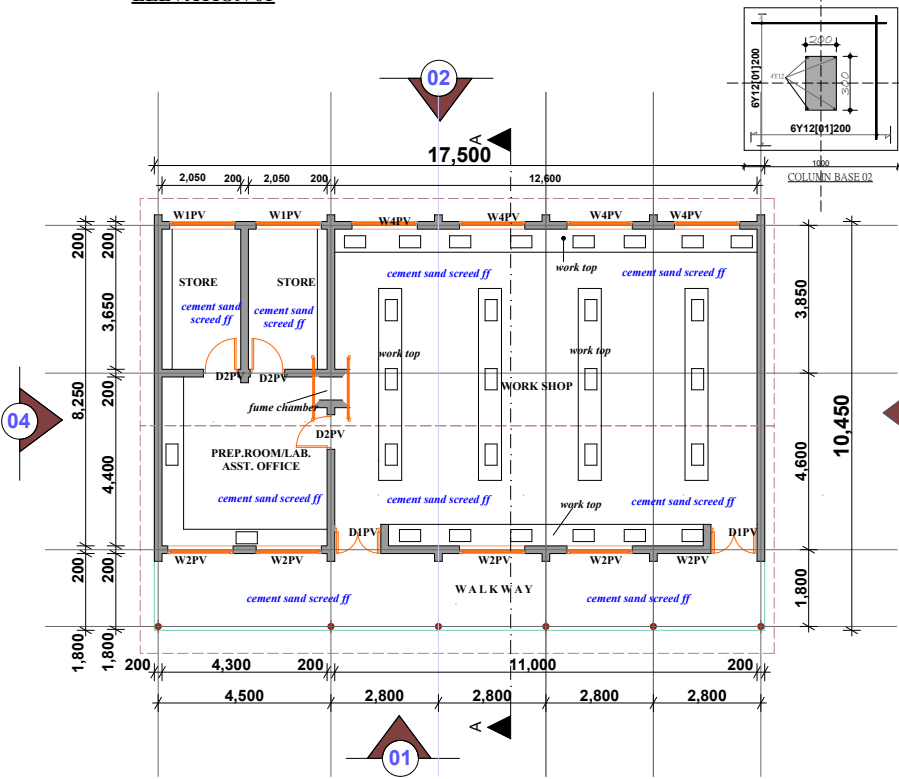 200
4Y12
300
6Y12[01]200
6Y12[01]200
1000
COLUMN BASE 02
02
A
17,500
2,050
200
2,050
200
12,600
W1PV
W1PV
W4PV
W4PV
W4PV
W4PV
200
200
work top
cement sand screed ff
cement sand screed ff
STORE
STORE
cement sand
screed ff
cement sand
screed ff
3,650
3,850
work top
work top
D2PV
D2PV
WORK SHOP
fume chamber
8,250
200
04
10,450
D2PV
PREP.ROOM/LAB.
ASST. OFFICE
4,400
4,600
cement sand screed ff
cement sand screed ff
cement sand screed ff
work top
D1PV
D1PV
W2PV
W2PV
W2PV
W2PV
W2PV
200
200
WALKWAY
1,800
cement sand screed ff
cement sand screed ff
1,800
1,800
200
4,300
200
11,000
200
4,500
2,800
2,800
2,800
2,800
A
01